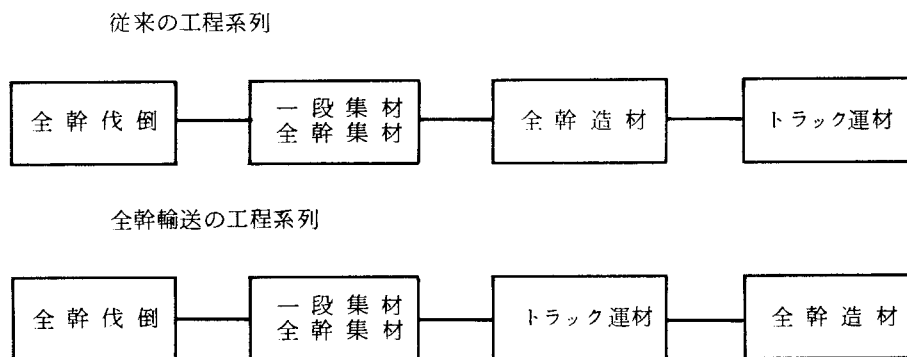 従来の工程系列
全幹伐倒
一段集材
全幹集材
全幹造材
トラック運材
全幹輸送の工程系列
全幹伐倒
一段集材
全幹集材
トラック運材
全幹造材